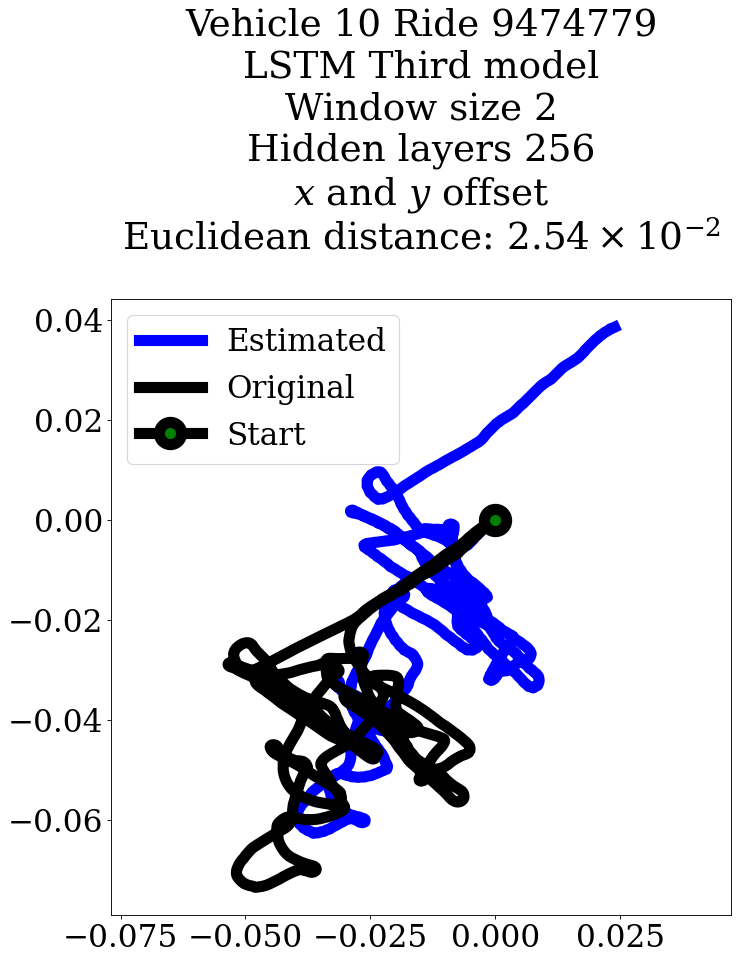 Vehicle 10 Ride 9474779
LSTM Third model
Window size 2
Hidden layers 256
x and y offset
Euclidean distance: 2.54 × 10⁻²
Estimated
Original
Start
0.04
0.02
0.00
−0.02
−0.04
−0.06
−0.075 −0.050 −0.025 0.000 0.025